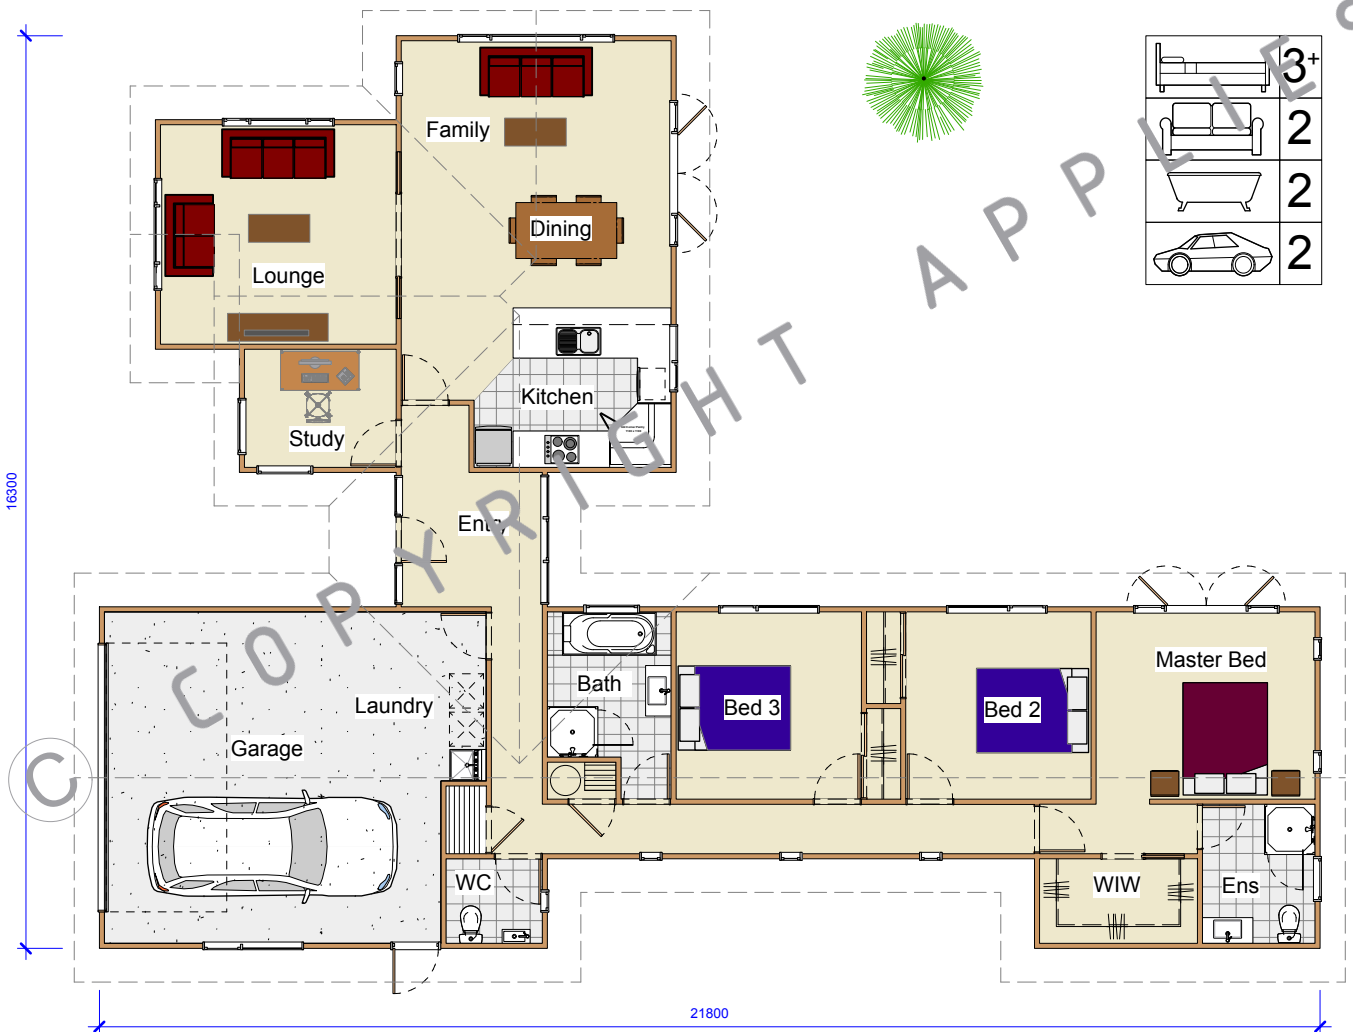 3+
2
2
2
Family
Dining
Lounge
Kitchen
Study
Entry
16300
Master Bed
Bath
Bed 3
Bed 2
Laundry
Garage
WC
WIW
Ens
21800
© COPYRIGHT APPLIES